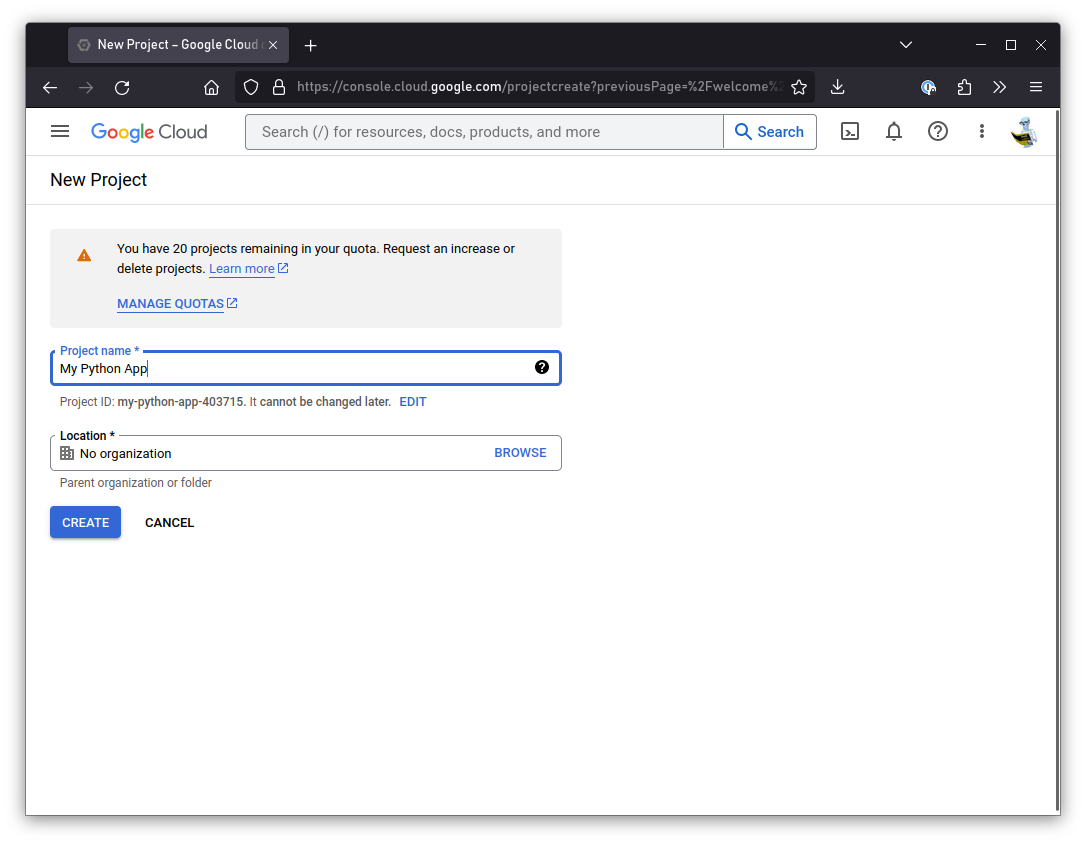 New Project – Google Cloud
https://console.cloud.google.com/projectcreate?previousPage=%2Fwelcome%2
Google Cloud
Search (/) for resources, docs, products, and more
Search
New Project
You have 20 projects remaining in your quota. Request an increase or
delete projects. Learn more
MANAGE QUOTAS
Project name *
My Python App
Project ID: my-python-app-403715. It cannot be changed later. EDIT
Location *
No organization BROWSE
Parent organization or folder
CREATE CANCEL